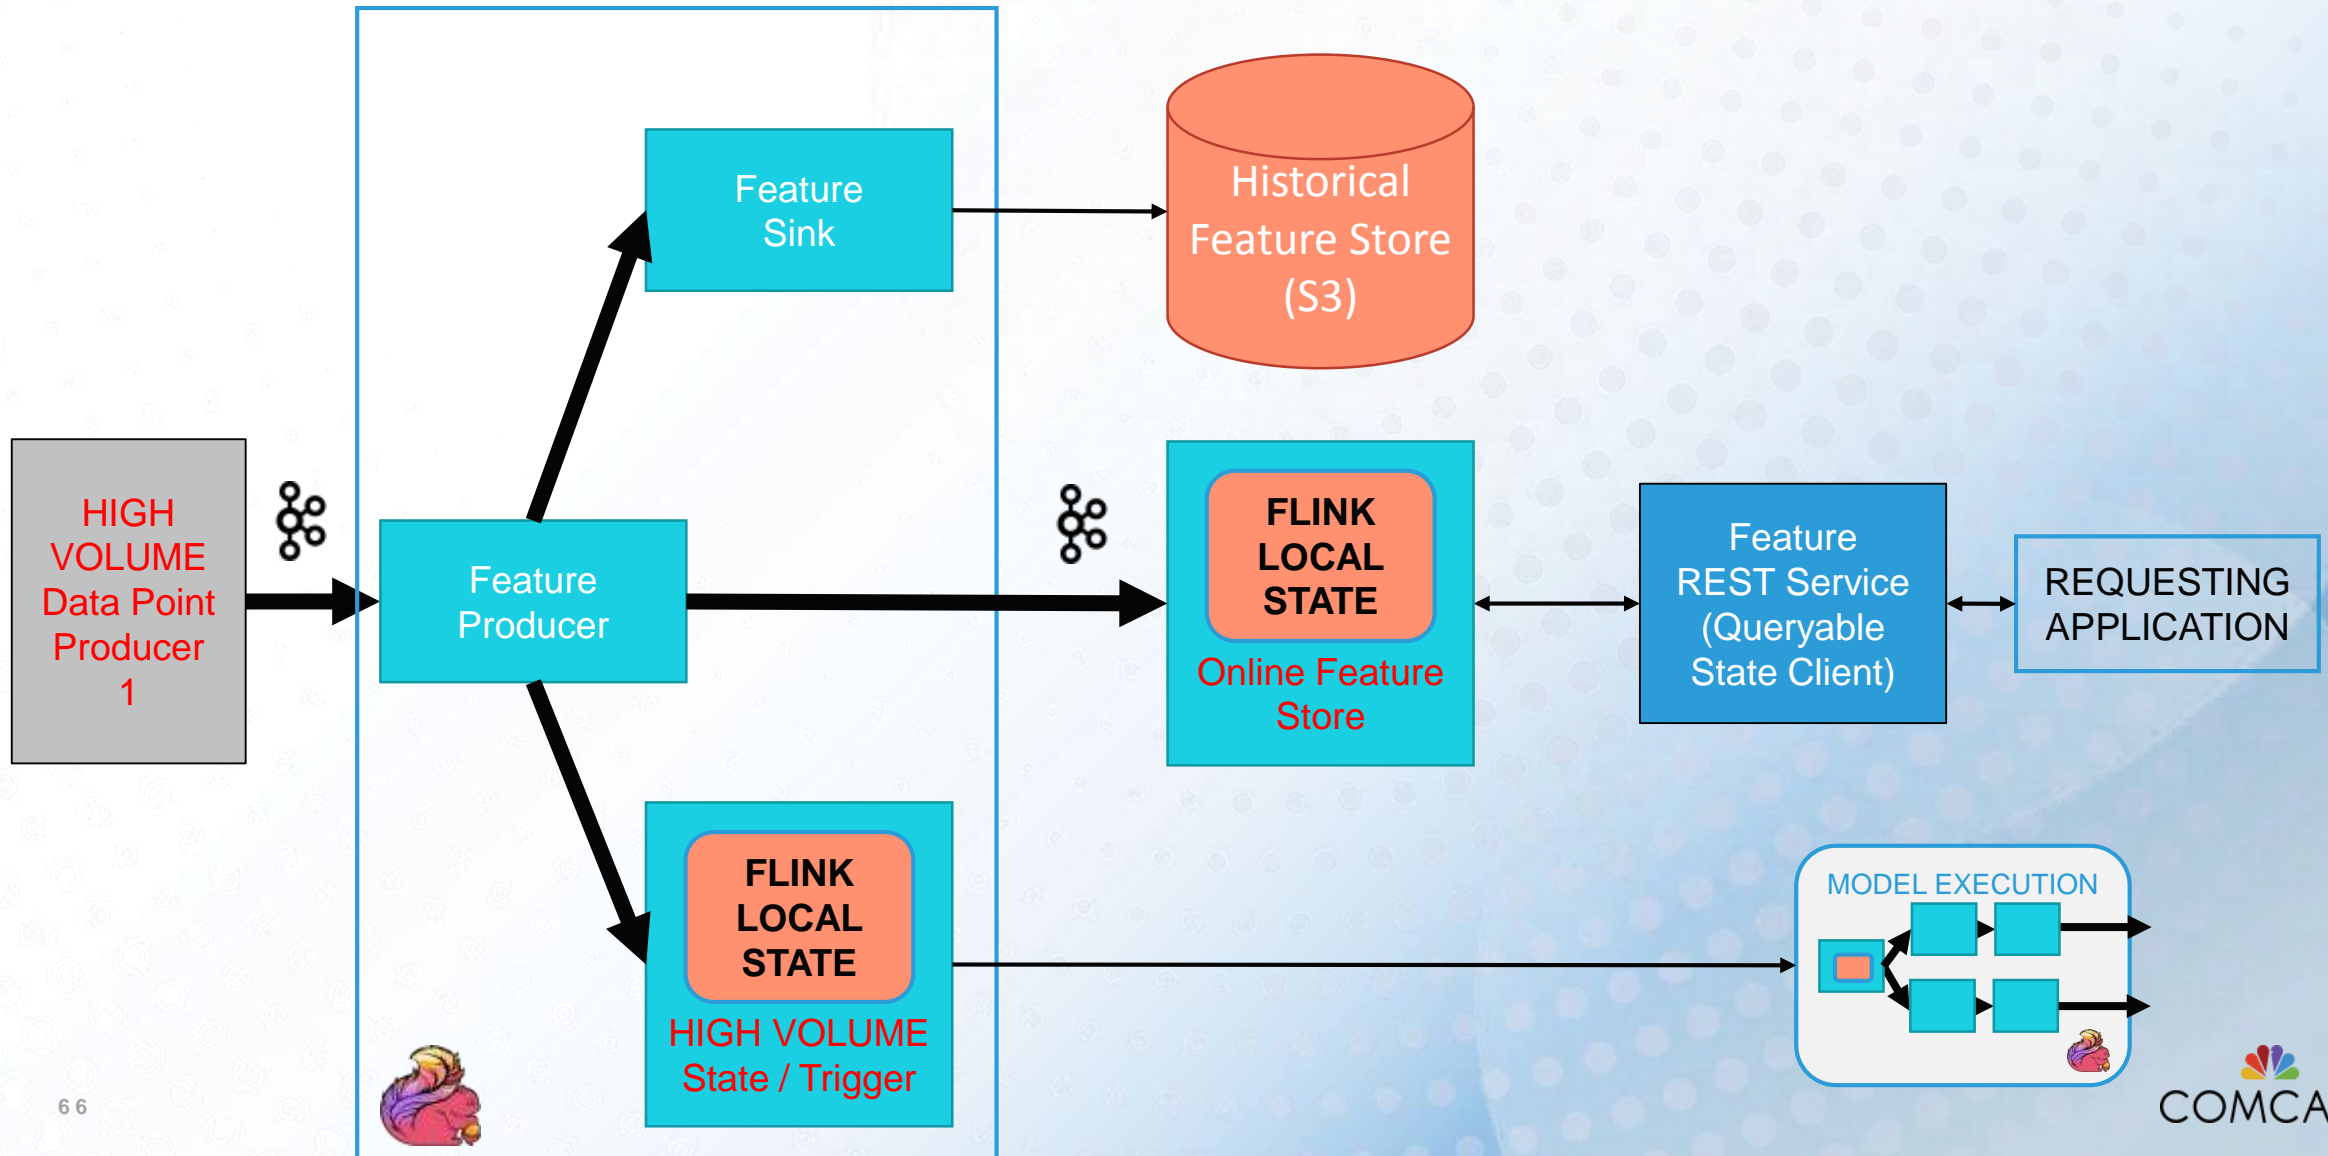 Feature
Sink
Historical
Feature Store
(S3)
HIGH
VOLUME
Data Point
Producer
1
Feature
Producer
FLINK
LOCAL
STATE
Online Feature
Store
Feature
REST Service
(Queryable
State Client)
REQUESTING
APPLICATION
FLINK
LOCAL
STATE
HIGH VOLUME
State / Trigger
MODEL EXECUTION
66
COMCA